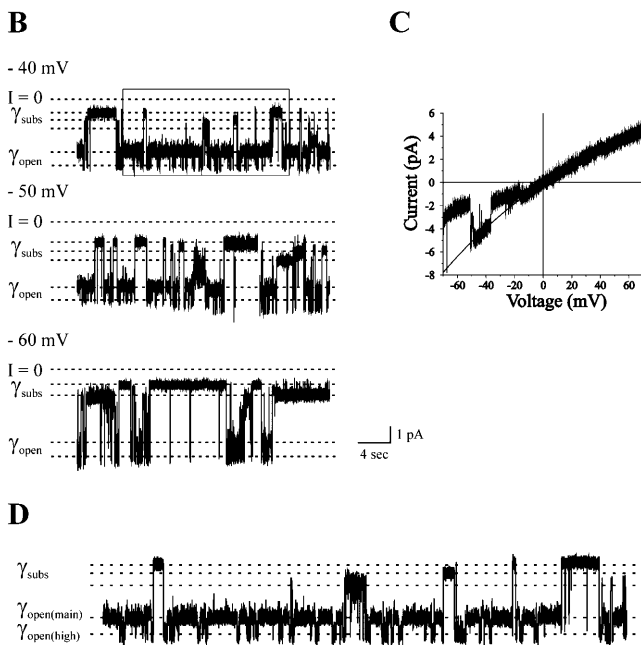 B
C
- 40 mV
I = 0
γsubs
γopen
- 50 mV
I = 0
γsubs
γopen
- 60 mV
I = 0
γsubs
γopen
1 pA
4 sec
Current (pA)
6
4
2
0
-2
-4
-6
-8
-60 -40 -20 0 20 40 60
Voltage (mV)
D
γsubs
γopen(main)
γopen(high)